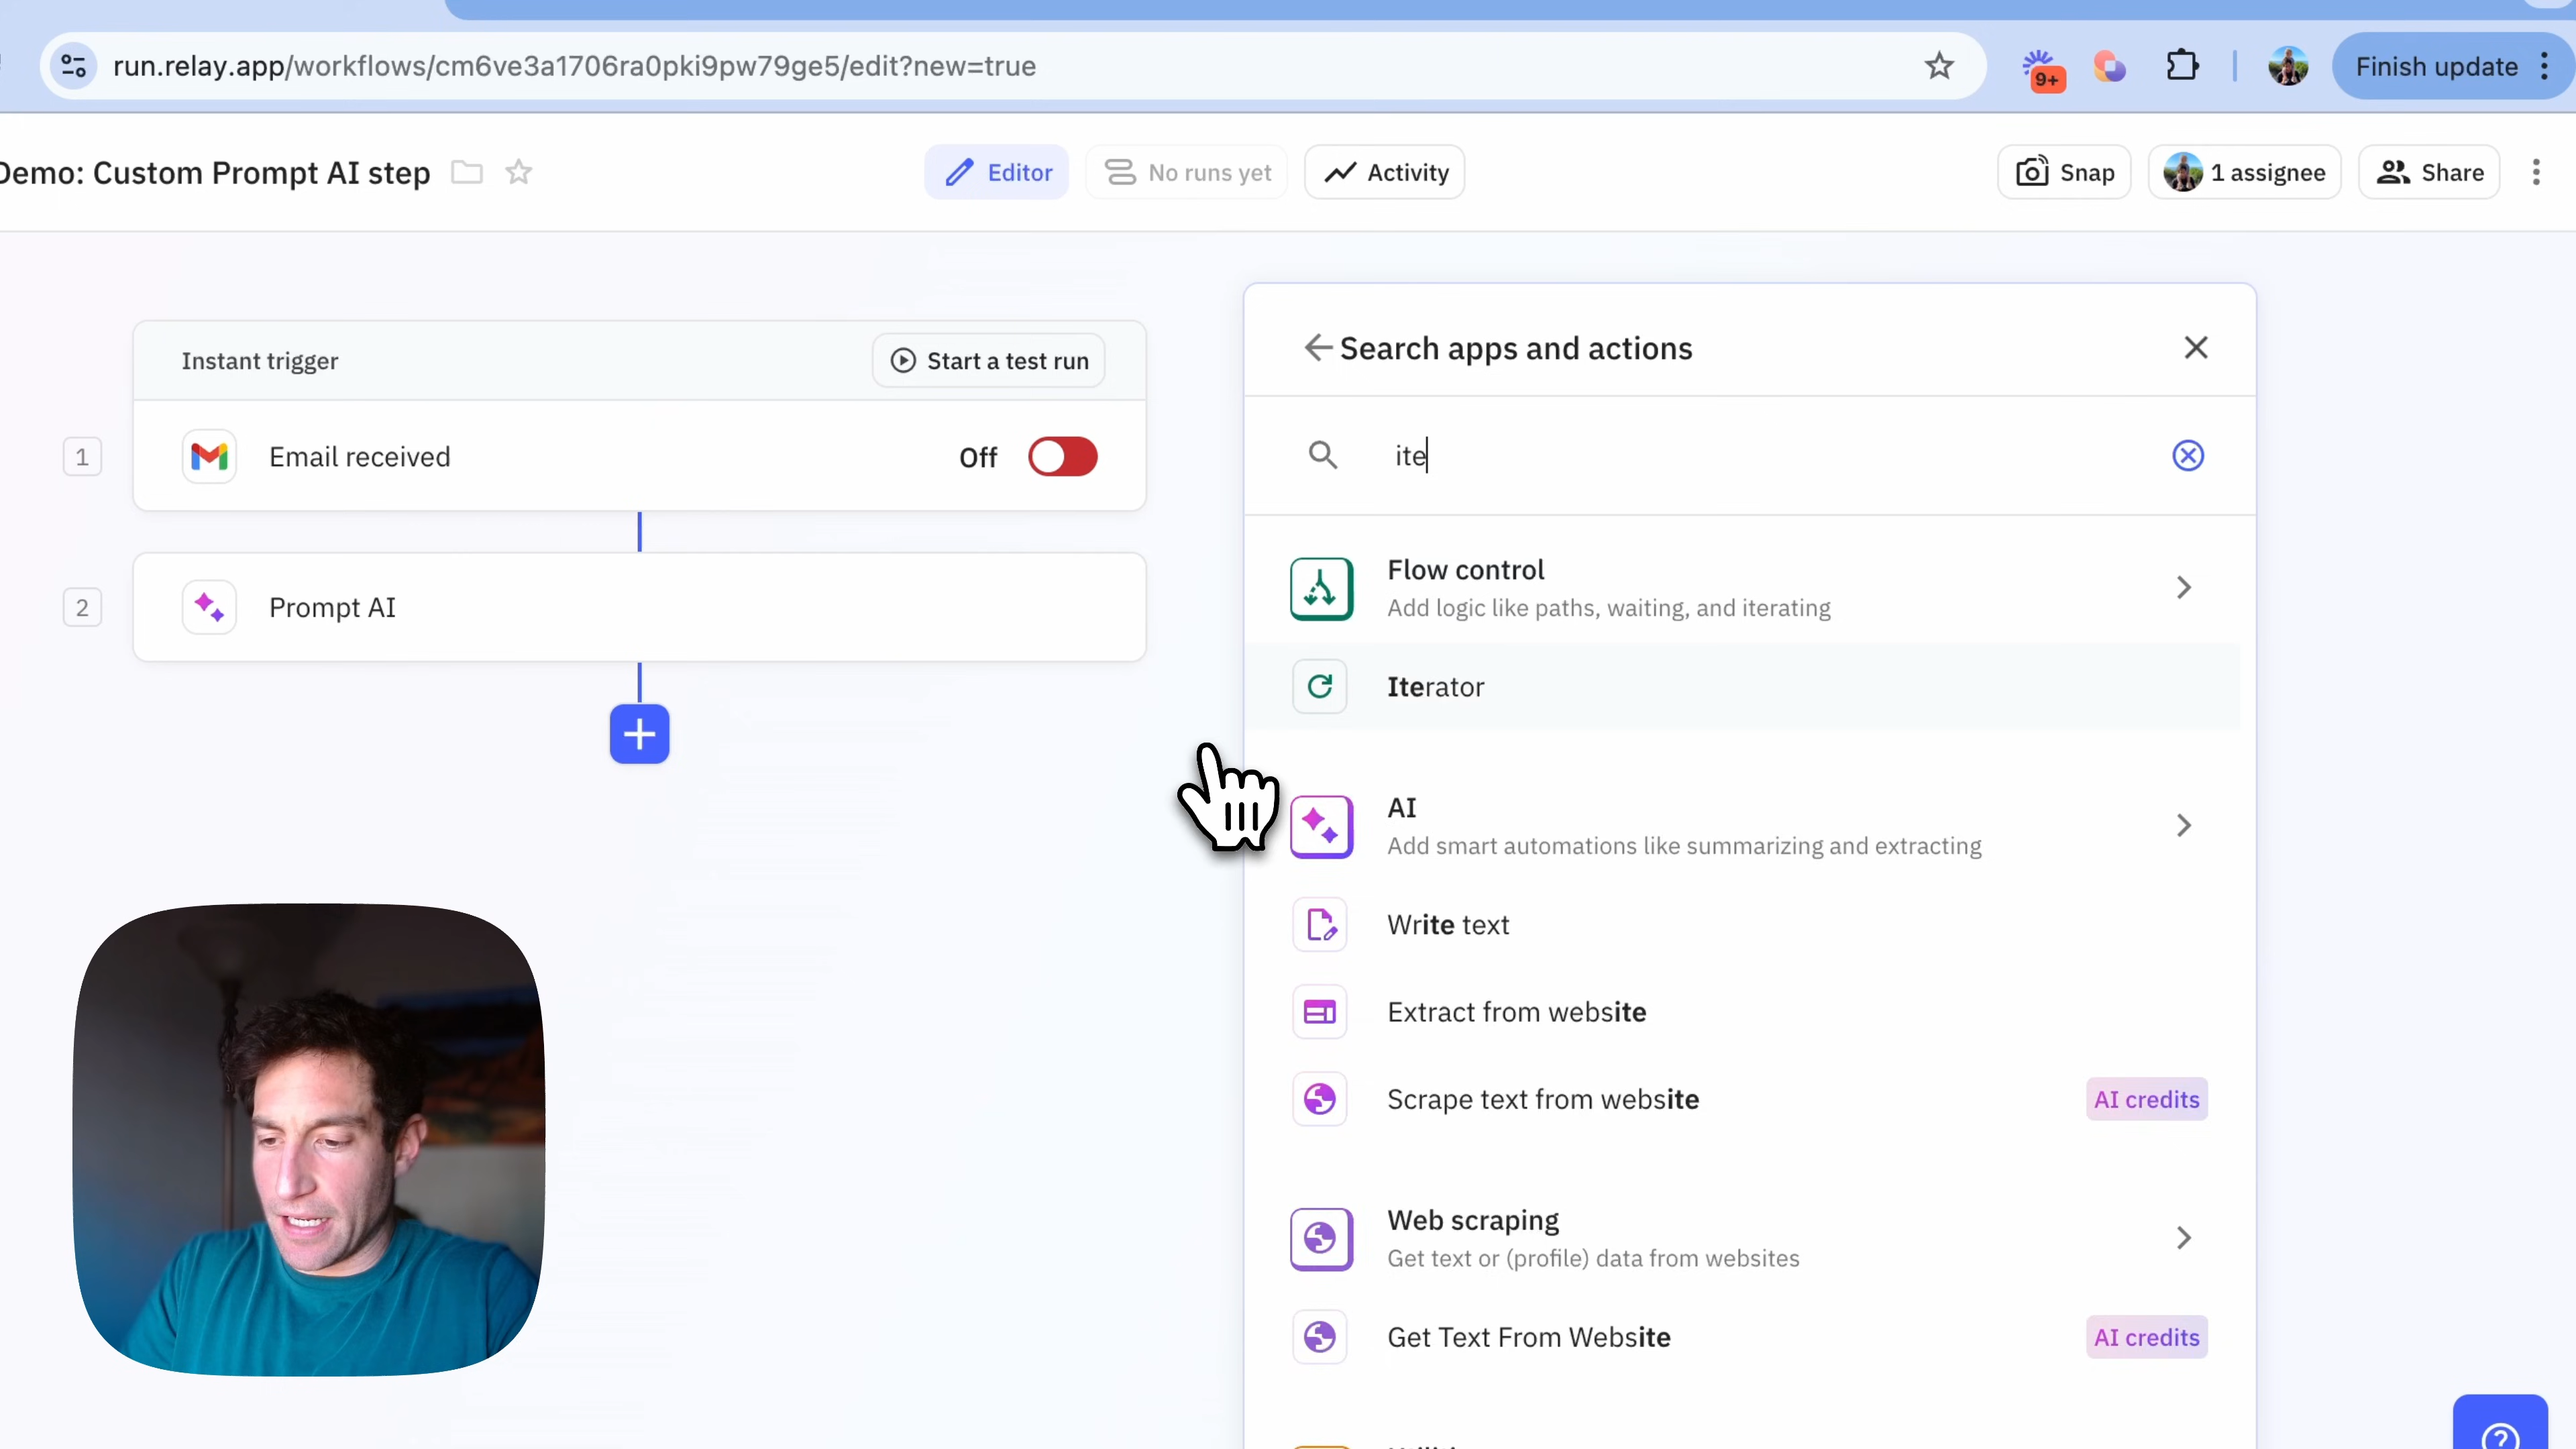 run.relay.app/workflows/cm6ve3a1706ra0pki9pw79ge5/edit?new=true
9+
Finish update
Demo: Custom Prompt AI step
Editor
No runs yet
Activity
Snap
1 assignee
Share
Instant trigger
Start a test run
1
Email received
Off
2
Prompt AI
Search apps and actions
ite
Flow control
Add logic like paths, waiting, and iterating
Iterator
AI
Add smart automations like summarizing and extracting
Write text
Extract from website
Scrape text from website
AI credits
Web scraping
Get text or (profile) data from websites
Get Text From Website
AI credits